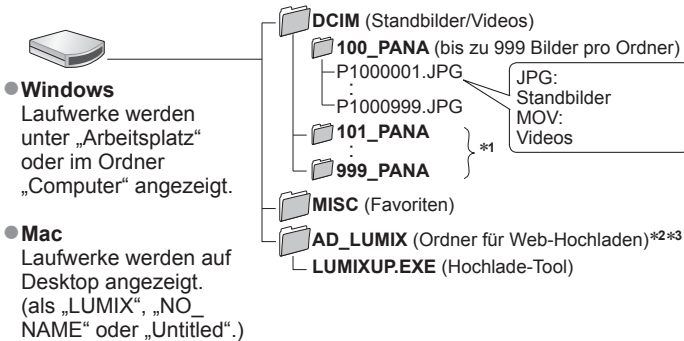 ●Windows
Laufwerke werden
unter „Arbeitsplatz“
oder im Ordner
„Computer“ angezeigt.
●Mac
Laufwerke werden auf
Desktop angezeigt.
(als „LUMIX“, „NO_
NAME“ oder „Untitled“.)
DCIM (Standbilder/Videos)
100_PANA (bis zu 999 Bilder pro Ordner)
P1000001.JPG
:
P1000999.JPG
JPG:
Standbilder
MOV:
Videos
101_PANA
:
999_PANA
*1
MISC (Favoriten)
AD_LUMIX (Ordner für Web-Hochladen)*2*3
LUMIXUP.EXE (Hochlade-Tool)